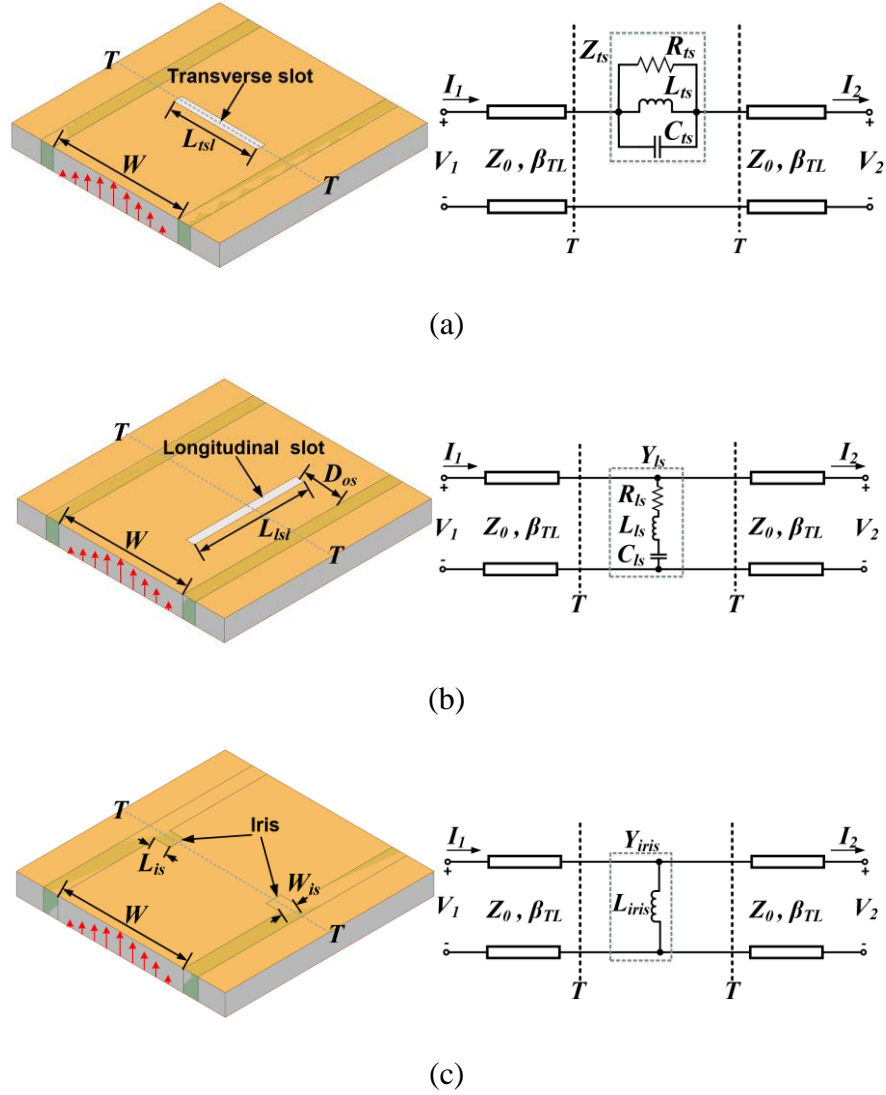 T
Transverse slot
L_tsl
W
T
Z_ts
R_ts
L_ts
C_ts
I_1
I_2
+
+
V_1
Z_0 , β_TL
Z_0 , β_TL
V_2
-
-
T
T
(a)
T
Longitudinal slot
D_os
L_lsl
W
T
I_1
Y_ls
I_2
+
+
R_ls
V_1
Z_0 , β_TL
L_ls
Z_0 , β_TL
V_2
C_ls
-
-
T
T
(b)
T
Iris
L_is
W_is
W
T
I_1
Y_iris
I_2
+
+
V_1
Z_0 , β_TL
L_iris
Z_0 , β_TL
V_2
-
-
T
T
(c)